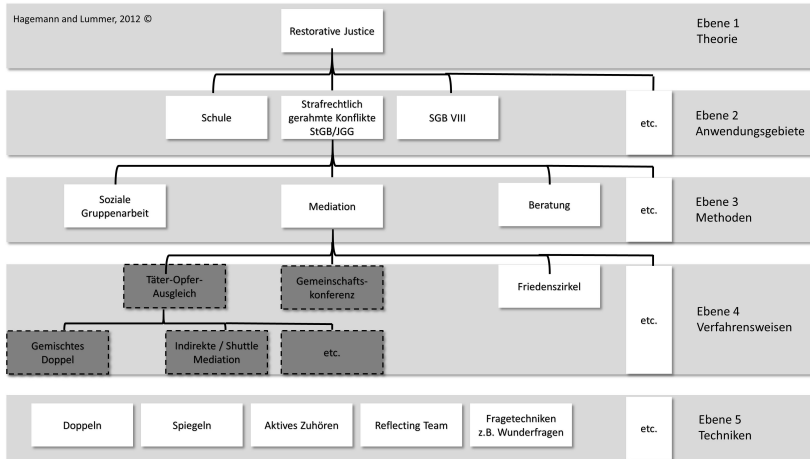 Hagemann and Lummer, 2012 ©
Restorative Justice
Ebene 1
Theorie
Schule
Strafrechtlich
gerahmte Konflikte
StGB/JGG
SGB VIII
etc.
Ebene 2
Anwendungsgebiete
Soziale
Gruppenarbeit
Mediation
Beratung
etc.
Ebene 3
Methoden
Täter-Opfer-
Ausgleich
Gemeinschafts-
konferenz
Friedenszirkel
etc.
Ebene 4
Verfahrensweisen
Gemischtes
Doppel
Indirekte / Shuttle
Mediation
etc.
Doppeln
Spiegeln
Aktives Zuhören
Reflecting Team
Fragetechniken
z.B. Wunderfragen
etc.
Ebene 5
Techniken